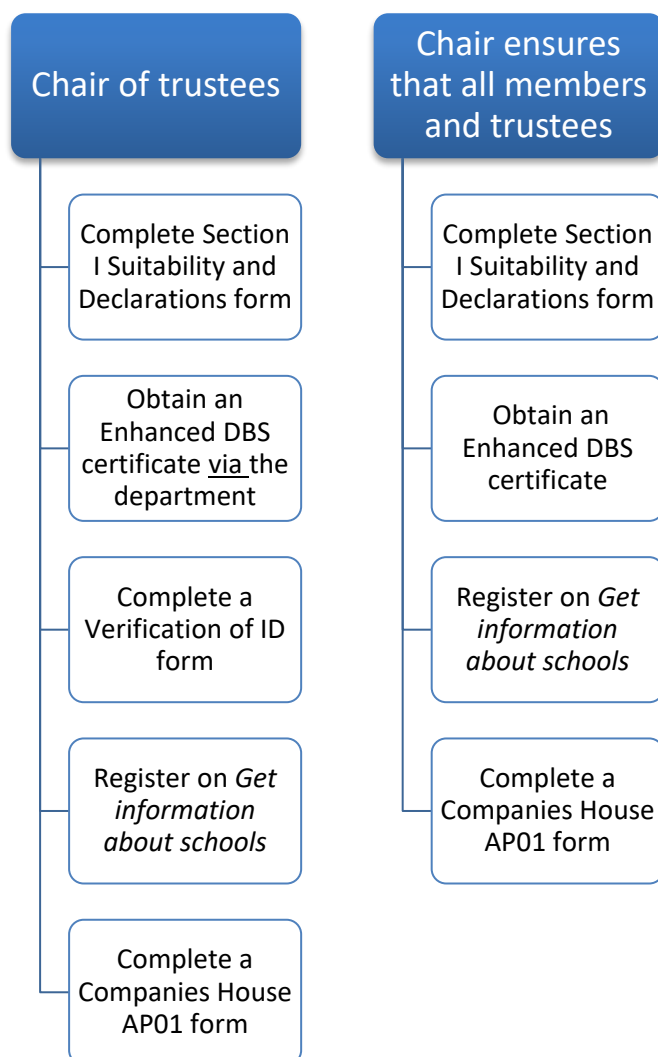 Chair of trustees
Complete Section
I Suitability and
Declarations form
Obtain an
Enhanced DBS
certificate via the
department
Complete a
Verification of ID
form
Register on Get
information
about schools
Complete a
Companies House
AP01 form
Chair ensures
that all members
and trustees
Complete Section
I Suitability and
Declarations form
Obtain an
Enhanced DBS
certificate
Register on Get
information
about schools
Complete a
Companies House
AP01 form